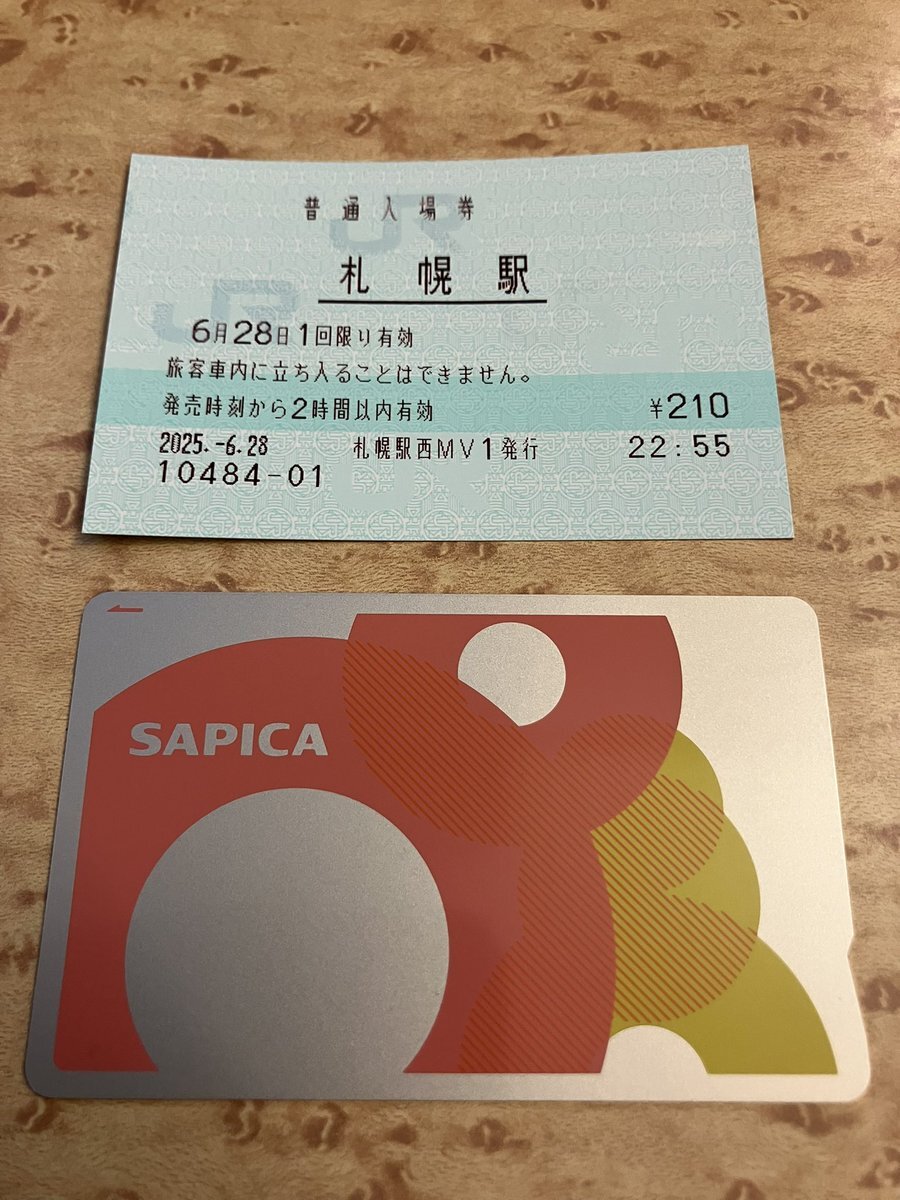 普通入場券
札幌駅
6月28日1回限り有効
旅客車内に立ち入ることはできません。
発売時刻から2時間以内有効 ¥210
2025.-6.28 札幌駅西MV1発行 22:55
10484-01
SAPICA